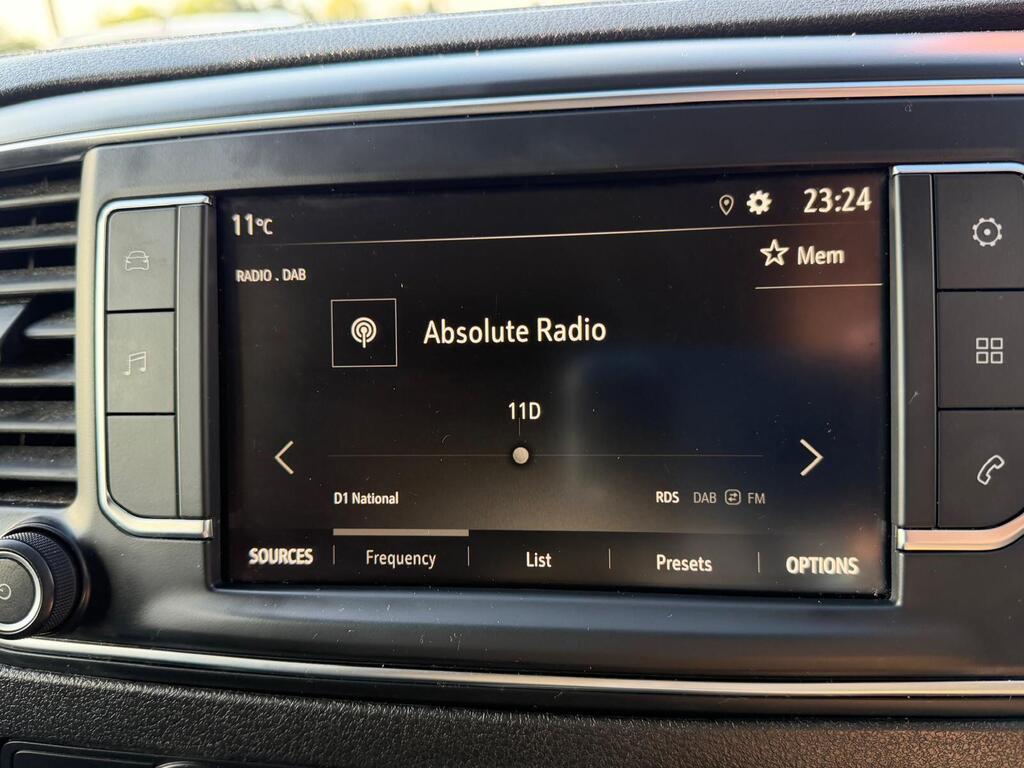 11°C
23:24
RADIO . DAB
Mem
Absolute Radio
11D
D1 National
RDS DAB FM
SOURCES Frequency List Presets OPTIONS